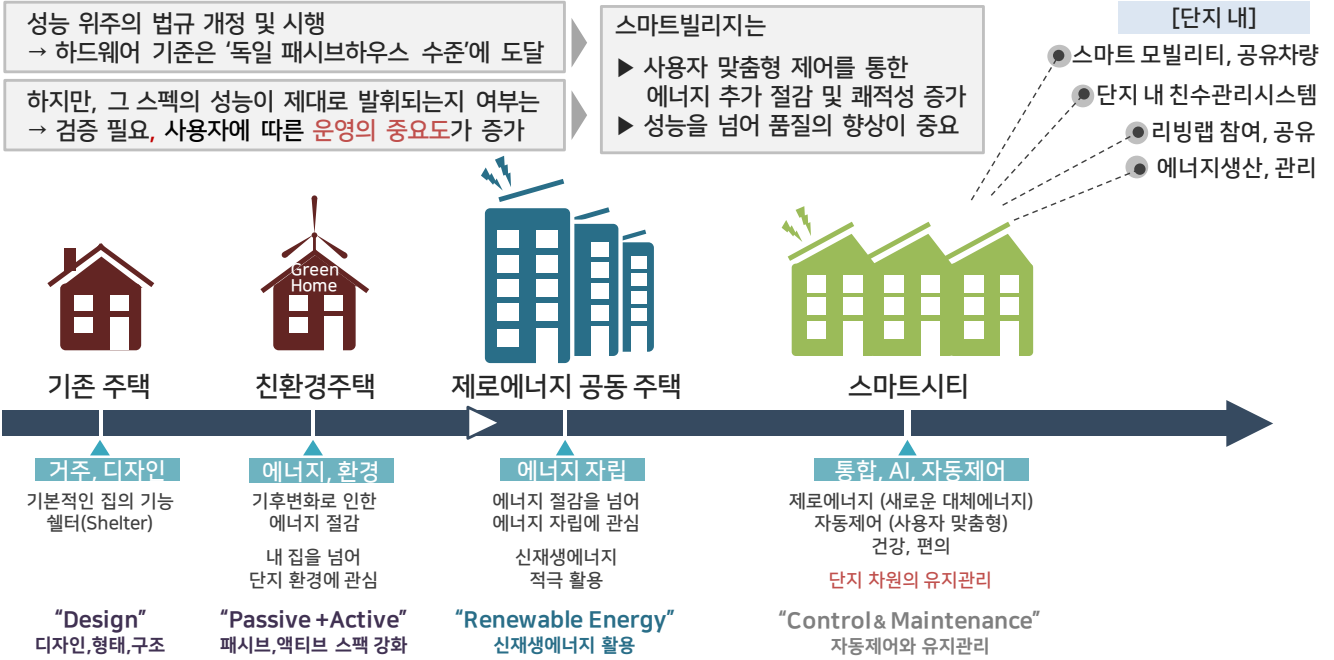 성능 위주의 법규 개정 및 시행
→ 하드웨어 기준은 ‘독일 패시브하우스 수준’에 도달
하지만, 그 스펙의 성능이 제대로 발휘되는지 여부는
→ 검증 필요, 사용자에 따른 운영의 중요도가 증가
스마트빌리지는
▶ 사용자 맞춤형 제어를 통한
에너지 추가 절감 및 쾌적성 증가
▶ 성능을 넘어 품질의 향상이 중요
[단지 내]
스마트 모빌리티, 공유차량
단지 내 친수관리시스템
리빙랩 참여, 공유
에너지생산, 관리
Green
Home
기존 주택
친환경주택
제로에너지 공동 주택
스마트시티
거주, 디자인
기본적인 집의 기능
쉘터(Shelter)
“Design”
디자인,형태,구조
에너지, 환경
기후변화로 인한
에너지 절감
내 집을 넘어
단지 환경에 관심
“Passive +Active”
패시브,액티브 스팩 강화
에너지 자립
에너지 절감을 넘어
에너지 자립에 관심
신재생에너지
적극 활용
“Renewable Energy”
신재생에너지 활용
통합, AI, 자동제어
제로에너지 (새로운 대체에너지)
자동제어 (사용자 맞춤형)
건강, 편의
단지 차원의 유지관리
“Control & Maintenance”
자동제어와 유지관리